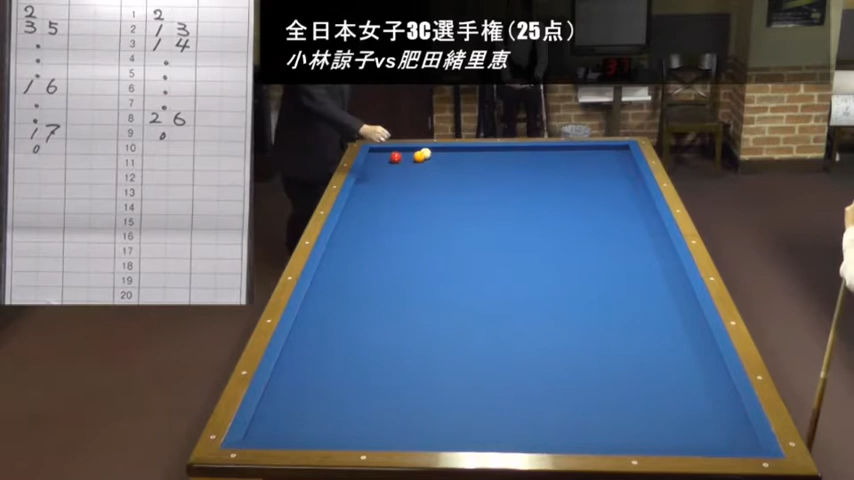 全日本女子3C選手権（25点）
小林諒子vs肥田緒里恵
2 1 2
3 5 2 1 3
・ 3 1 4
・ 4 ・
・ 5 ・
1 6 6 ・
・ 7 ・
・ 8 2 6
1 7 9 0
0 10
11
12
13
14
15
16
17
18
19
20